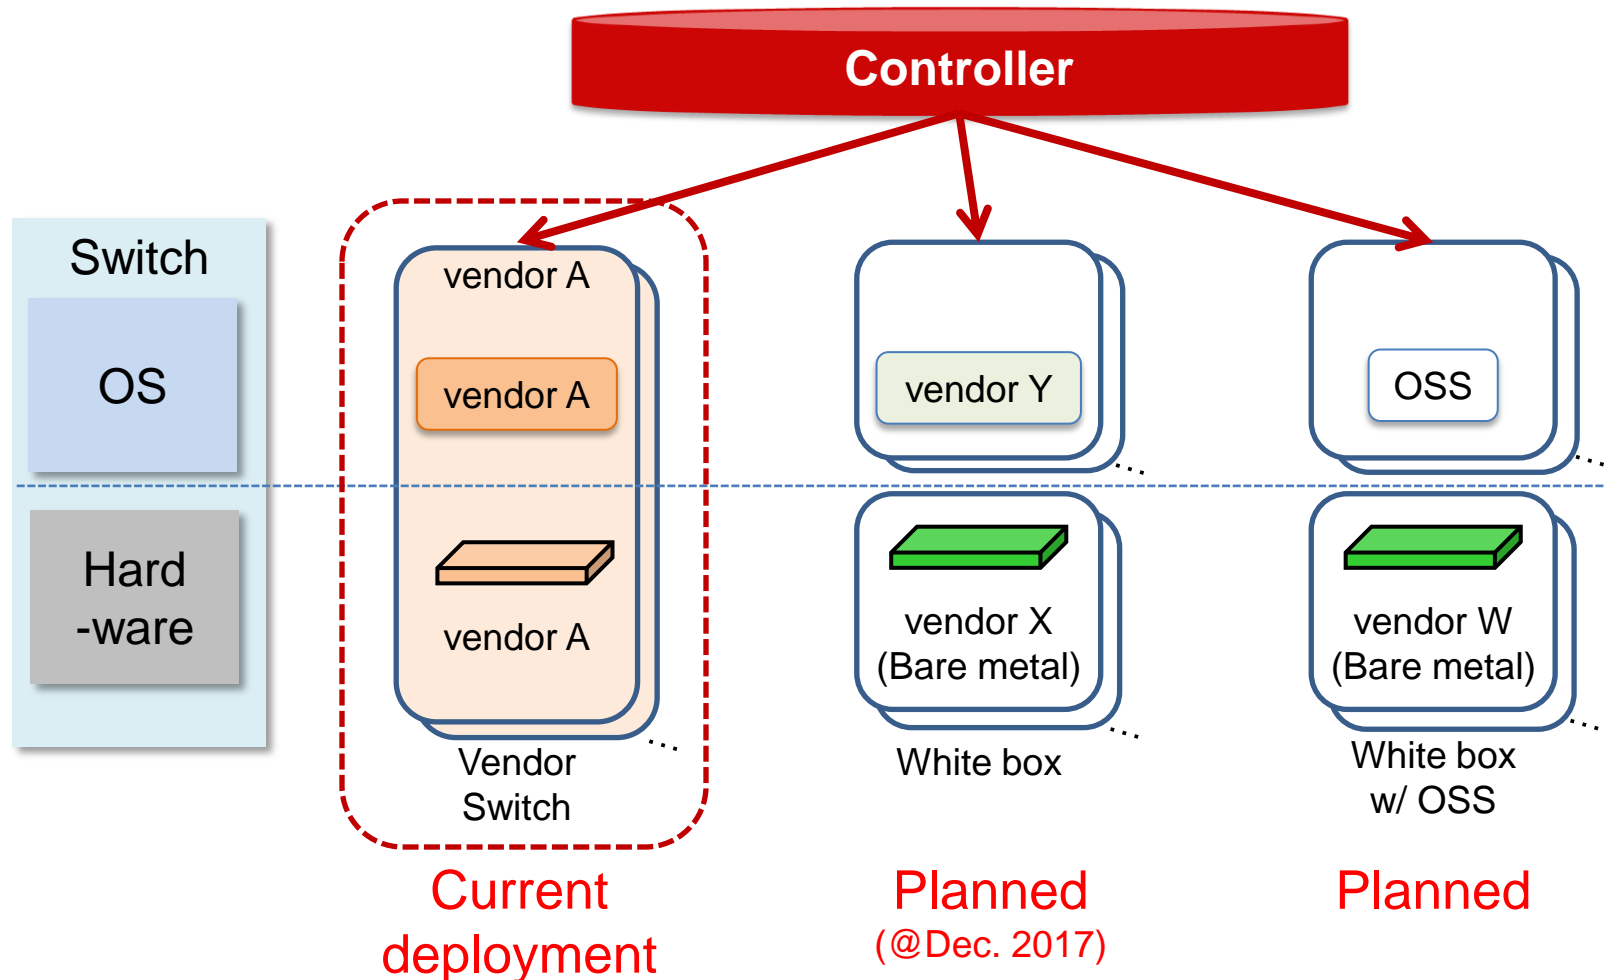 Controller
Switch
OS
Hard
-ware
vendor A
vendor A
vendor A
Vendor
Switch
Current
deployment
vendor Y
vendor X
(Bare metal)
White box
Planned
(@Dec. 2017)
OSS
vendor W
(Bare metal)
White box
w/ OSS
Planned